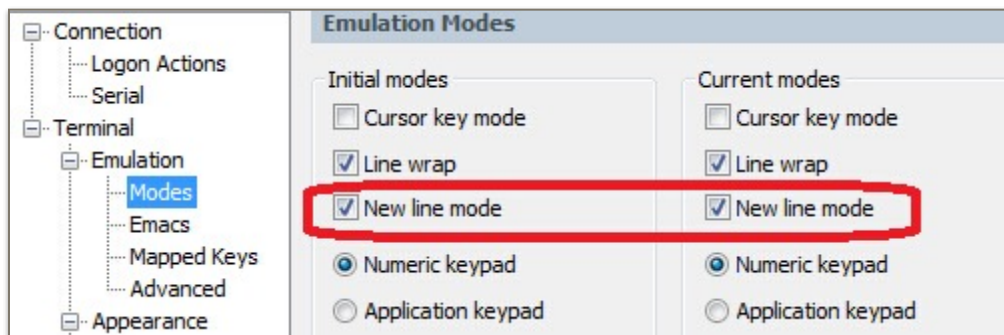 Connection
Logon Actions
Serial
Terminal
Emulation
Modes
Emacs
Mapped Keys
Advanced
Appearance
Emulation Modes
Initial modes
Cursor key mode
Line wrap
New line mode
Numeric keypad
Application keypad
Current modes
Cursor key mode
Line wrap
New line mode
Numeric keypad
Application keypad